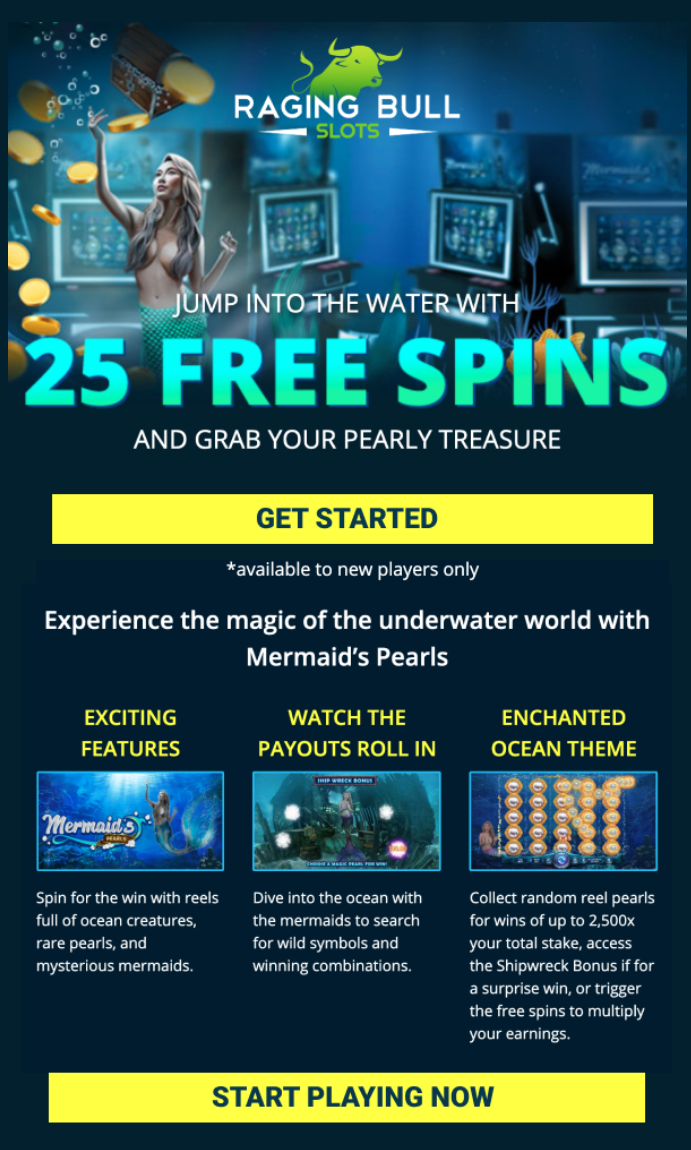 RAGING BULL
SLOTS
JUMP INTO THE WATER WITH
25 FREE SPINS
AND GRAB YOUR PEARLY TREASURE
GET STARTED
*available to new players only
Experience the magic of the underwater world with
Mermaid's Pearls
EXCITING
FEATURES
Mermaid's
PEARLS
Spin for the win with reels
full of ocean creatures,
rare pearls, and
mysterious mermaids.
WATCH THE
PAYOUTS ROLL IN
SHIP WRECK BONUS
CHOOSE A MAGIC PEARL FOR WIN!
Dive into the ocean with
the mermaids to search
for wild symbols and
winning combinations.
ENCHANTED
OCEAN THEME
Collect random reel pearls
for wins of up to 2,500x
your total stake, access
the Shipwreck Bonus if for
a surprise win, or trigger
the free spins to multiply
your earnings.
START PLAYING NOW